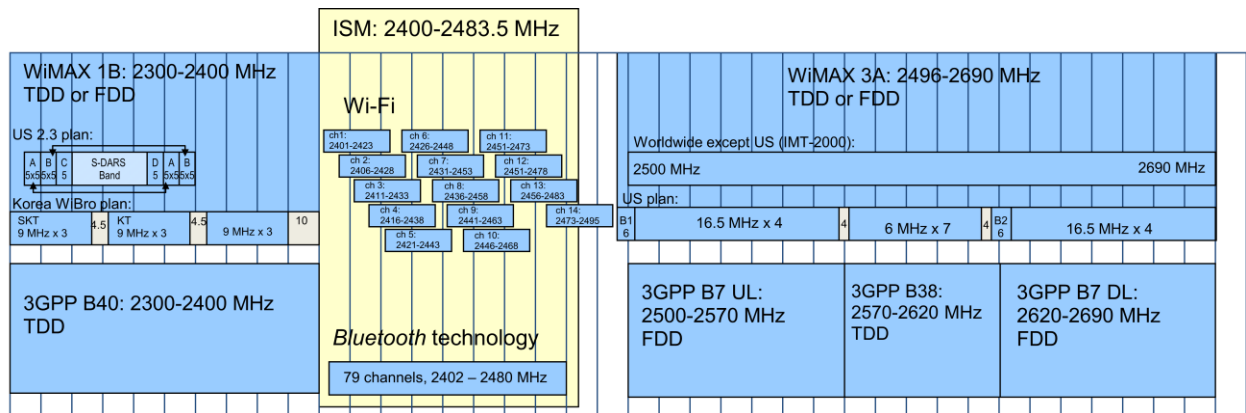 ISM: 2400-2483.5 MHz
WiMAX 1B: 2300-2400 MHz
TDD or FDD
US 2.3 plan:
A
5x5
B
5x5
C
5
S-DARS
Band
D
5
A
5x5
B
5x5
Korea WiBro plan:
SKT
9 MHz x 3
4.5
KT
9 MHz x 3
4.5
9 MHz x 3
10
3GPP B40: 2300-2400 MHz
TDD
Wi-Fi
ch1:
2401-2423
ch 2:
2406-2428
ch 3:
2411-2433
ch 4:
2416-2438
ch 5:
2421-2443
ch 6:
2426-2448
ch 7:
2431-2453
ch 8:
2436-2458
ch 9:
2441-2463
ch 10:
2446-2468
ch 11:
2451-2473
ch 12:
2451-2478
ch 13:
2456-2483
ch 14:
2473-2495
Bluetooth technology
79 channels, 2402 – 2480 MHz
WiMAX 3A: 2496-2690 MHz
TDD or FDD
Worldwide except US (IMT-2000):
2500 MHz
2690 MHz
US plan:
B1
6
16.5 MHz x 4
4
6 MHz x 7
4
B2
6
16.5 MHz x 4
3GPP B7 UL:
2500-2570 MHz
FDD
3GPP B38:
2570-2620 MHz
TDD
3GPP B7 DL:
2620-2690 MHz
FDD